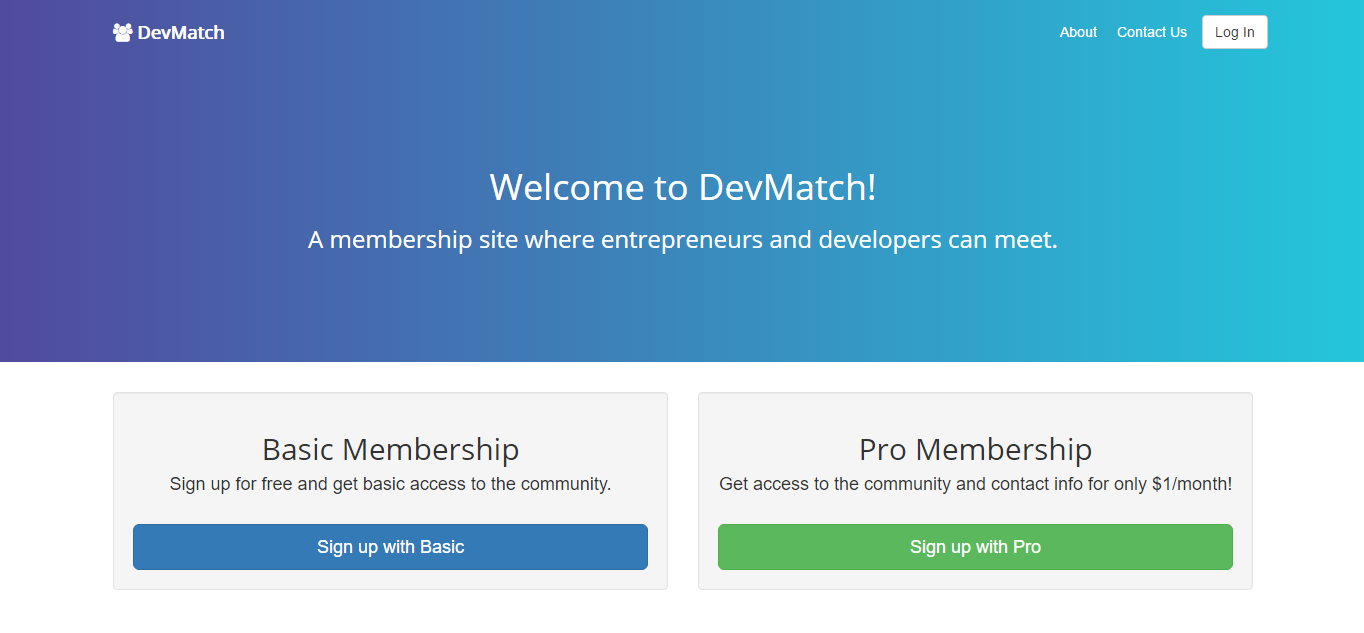 DevMatch
About
Contact Us
Log In
Welcome to DevMatch!
A membership site where entrepreneurs and developers can meet.
Basic Membership
Sign up for free and get basic access to the community.
Sign up with Basic
Pro Membership
Get access to the community and contact info for only $1/month!
Sign up with Pro